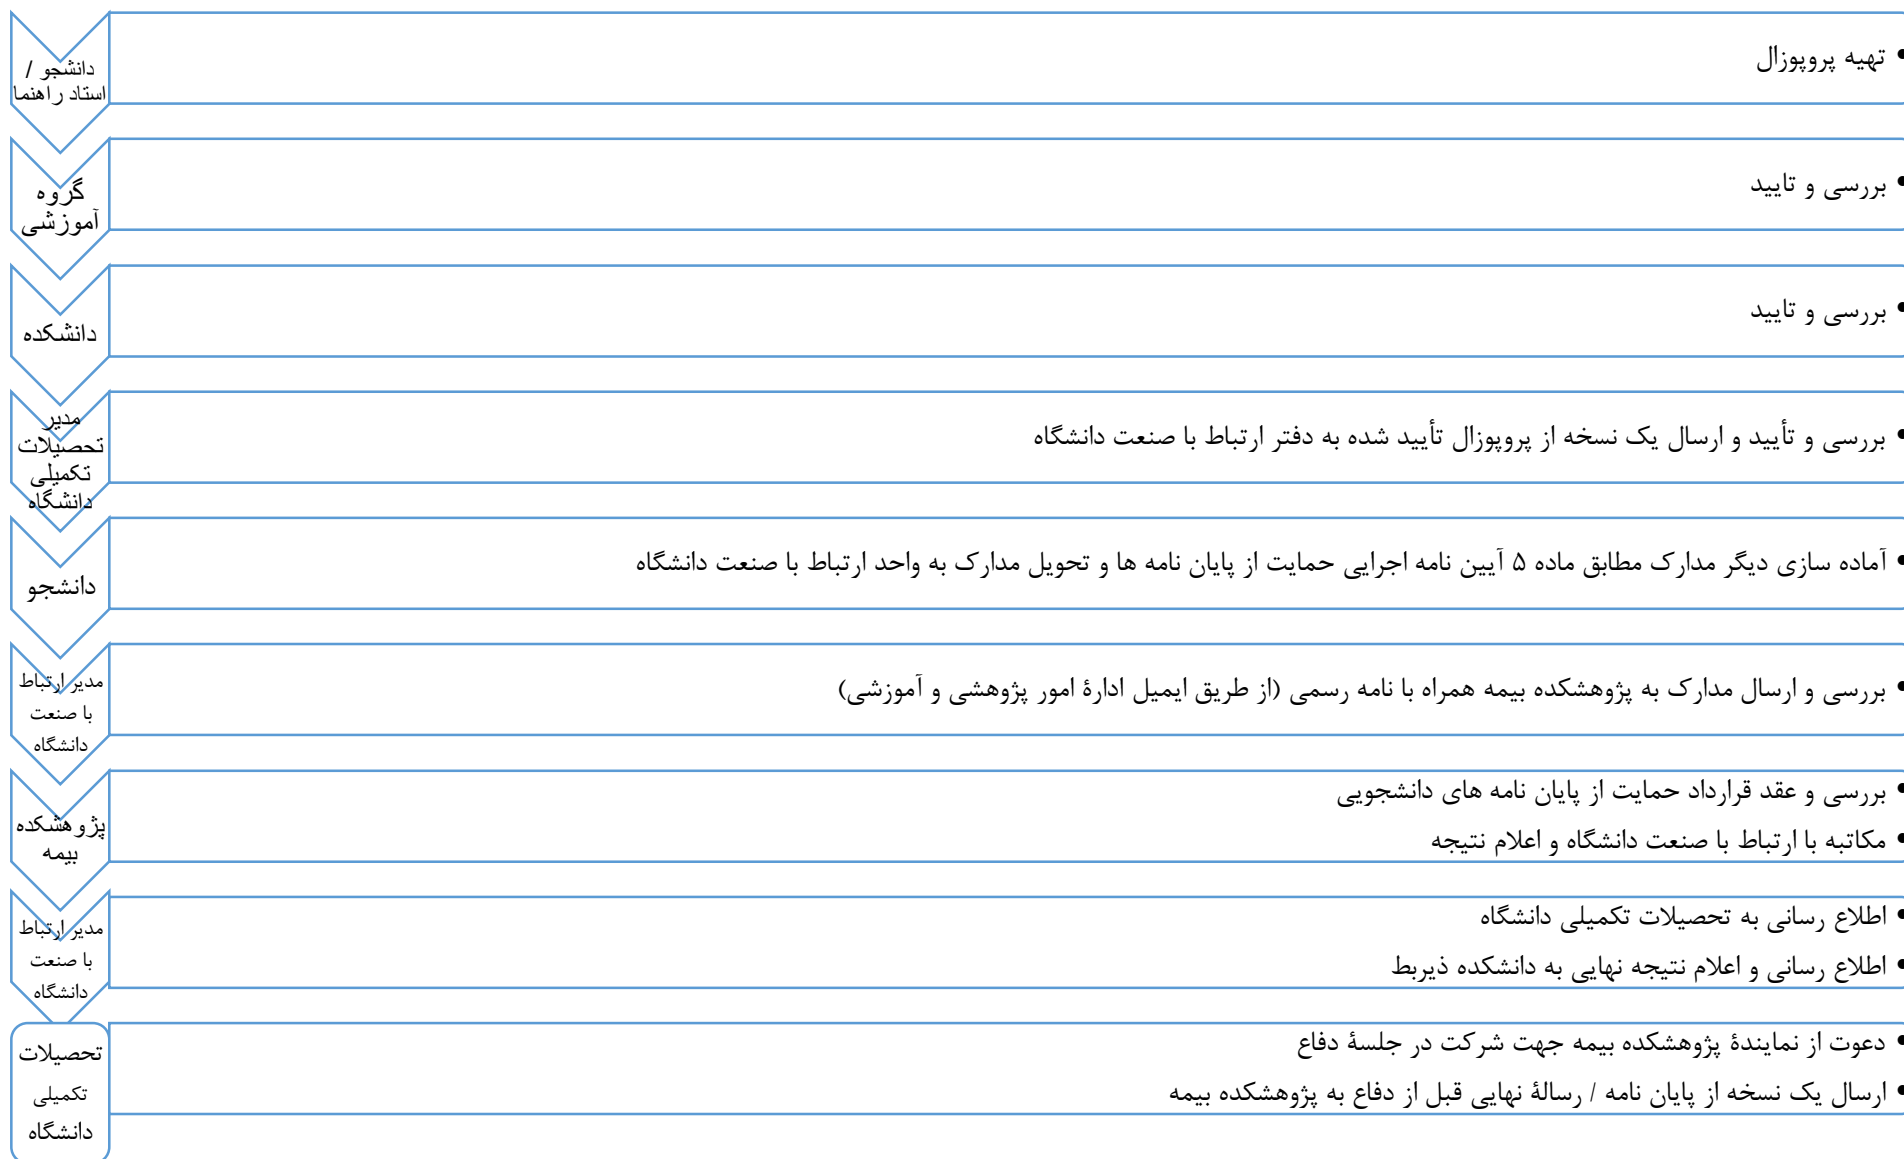 دانشجو /
استاد راهنما
• تهیه پروپوزال
گروه
آموزشی
• بررسی و تایید
دانشکده
• بررسی و تایید
مدیر
تحصیلات
تکمیلی
دانشگاه
• بررسی و تأیید و ارسال یک نسخه از پروپوزال تأیید شده به دفتر ارتباط با صنعت دانشگاه
دانشجو
• آماده سازی دیگر مدارک مطابق ماده ۵ آیین نامه اجرایی حمایت از پایان نامه ها و تحویل مدارک به واحد ارتباط با صنعت دانشگاه
مدیر ارتباط
با صنعت
دانشگاه
• بررسی و ارسال مدارک به پژوهشکده بیمه همراه با نامه رسمی (از طریق ایمیل ادارۀ امور پژوهشی و آموزشی)
پژوهشکده
بیمه
• بررسی و عقد قرارداد حمایت از پایان نامه های دانشجویی
• مکاتبه با ارتباط با صنعت دانشگاه و اعلام نتیجه
مدیر ارتباط
با صنعت
دانشگاه
• اطلاع رسانی به تحصیلات تکمیلی دانشگاه
• اطلاع رسانی و اعلام نتیجه نهایی به دانشکده ذیربط
تحصیلات
تکمیلی
دانشگاه
• دعوت از نمایندۀ پژوهشکده بیمه جهت شرکت در جلسۀ دفاع
• ارسال یک نسخه از پایان نامه / رسالۀ نهایی قبل از دفاع به پژوهشکده بیمه